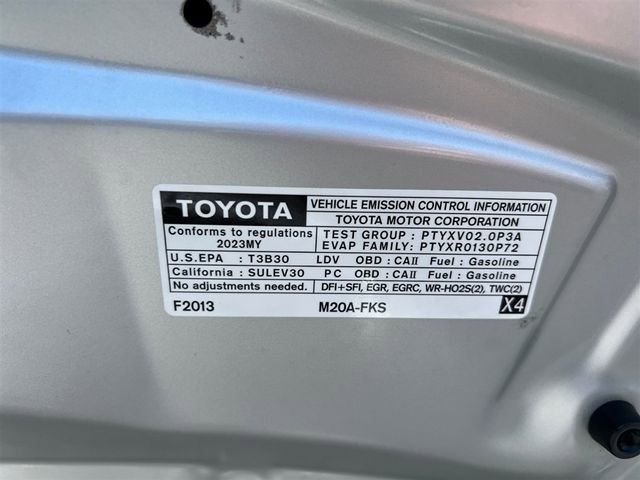 TOYOTA VEHICLE EMISSION CONTROL INFORMATION
TOYOTA MOTOR CORPORATION
Conforms to regulations
2023MY
TEST GROUP : PTYXV02.0P3A
EVAP FAMILY: PTYXR0130P72
U.S.EPA : T3B30 LDV OBD : CAII Fuel : Gasoline
California : SULEV30 PC OBD : CAII Fuel : Gasoline
No adjustments needed. DFI+SFI, EGR, EGRC, WR-HO2S(2), TWC(2)
F2013 M20A-FKS X4